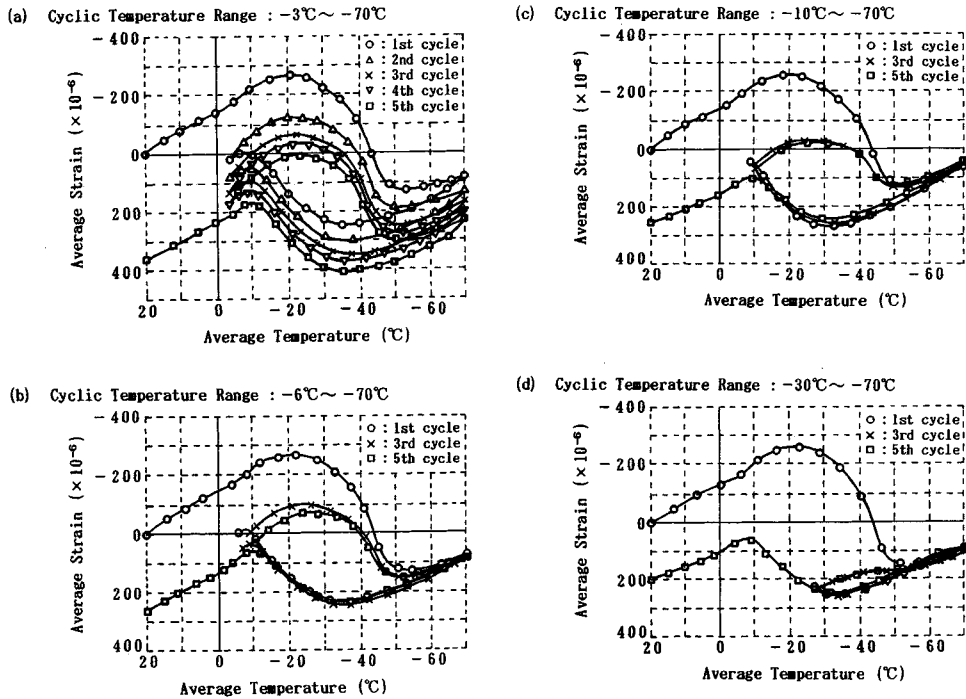 (a) Cyclic Temperature Range : −3℃～ −70℃
− 400
− 200
0
200
400
Average Strain (×10⁻⁶)
○ : 1st cycle
△ : 2nd cycle
× : 3rd cycle
▽ : 4th cycle
□ : 5th cycle
20 0 − 20 − 40 − 60
Average Temperature (℃)
(b) Cyclic Temperature Range : −6℃～ −70℃
− 400
− 200
0
200
400
Average Strain (×10⁻⁶)
○ : 1st cycle
× : 3rd cycle
□ : 5th cycle
20 0 − 20 − 40 − 60
Average Temperature (℃)
(c) Cyclic Temperature Range : −10℃～ −70℃
− 400
− 200
0
200
400
Average Strain (×10⁻⁶)
○ : 1st cycle
× : 3rd cycle
□ : 5th cycle
20 0 − 20 − 40 − 60
Average Temperature (℃)
(d) Cyclic Temperature Range : −30℃～ −70℃
− 400
− 200
0
200
400
Average Strain (×10⁻⁶)
○ : 1st cycle
× : 3rd cycle
□ : 5th cycle
20 0 − 20 − 40 − 60
Average Temperature (℃)